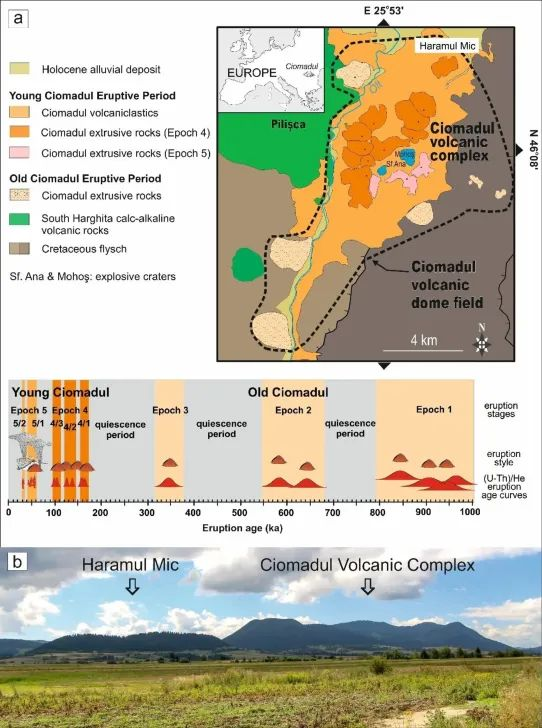 a
E 25°53'
Haramul Mic
EUROPE
Ciomadul
Olt
Pilişca
Ciomadul
volcanic
complex
Mohoş
Sf Ana
N 46°08'
Ciomadul
volcanic
dome field
N
4 km
Holocene alluvial deposit
Young Ciomadul Eruptive Period
Ciomadul volcaniclastics
Ciomadul extrusive rocks (Epoch 4)
Ciomadul extrusive rocks (Epoch 5)
Old Ciomadul Eruptive Period
Ciomadul extrusive rocks
South Harghita calc-alkaline
volcanic rocks
Cretaceous flysch
Sf. Ana & Mohoş: explosive craters
Young Ciomadul
Old Ciomadul
Epoch 5
Epoch 4
Epoch 3
Epoch 2
Epoch 1
5/2 5/1 4/3 4/2 4/1
quiescence
period
quiescence
period
quiescence
period
eruption
stages
eruption
style
(U-Th)/He
eruption
age curves
0 100 200 300 400 500 600 700 800 900 1000
Eruption age (ka)
b
Haramul Mic
Ciomadul Volcanic Complex